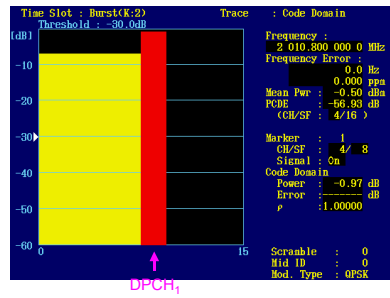 Time Slot : Burst(K:2) Trace : Code Domain
Threshold : -30.0dB
[dB]
Frequency :
2 010.800 000 0 MHz
Frequency Error :
0.0 Hz
0.000 ppm
Mean Pwr : -0.50 dBm
PCDE : -56.93 dB
(CH/SF : 4/16 )
Marker : 1
CH/SF : 4/ 8
Signal : On
Code Domain
Power : -0.97 dB
Error :------- dB
ρ :1.00000
Scramble : 0
Mid ID : 0
Mod. Type : QPSK
-10
-20
-30
-40
-50
-60
0 15
DPCH1